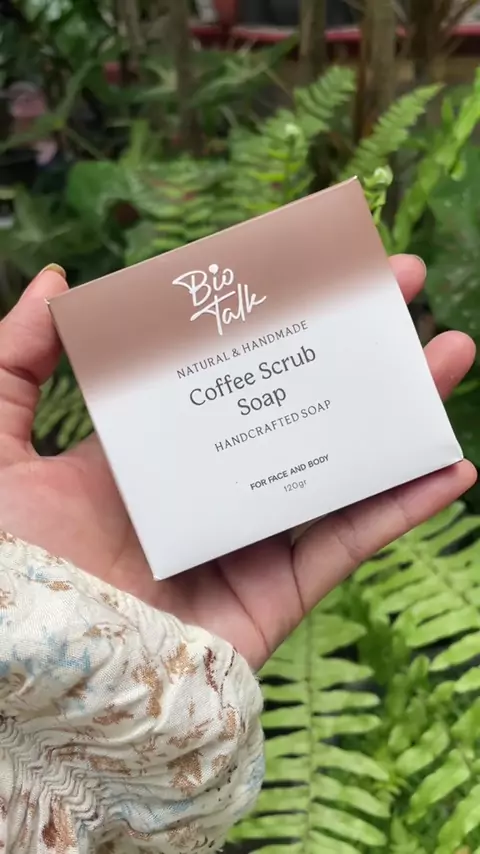 Bio
Talk
NATURAL & HANDMADE
Coffee Scrub
Soap
HANDCRAFTED SOAP
FOR FACE AND BODY
120gr